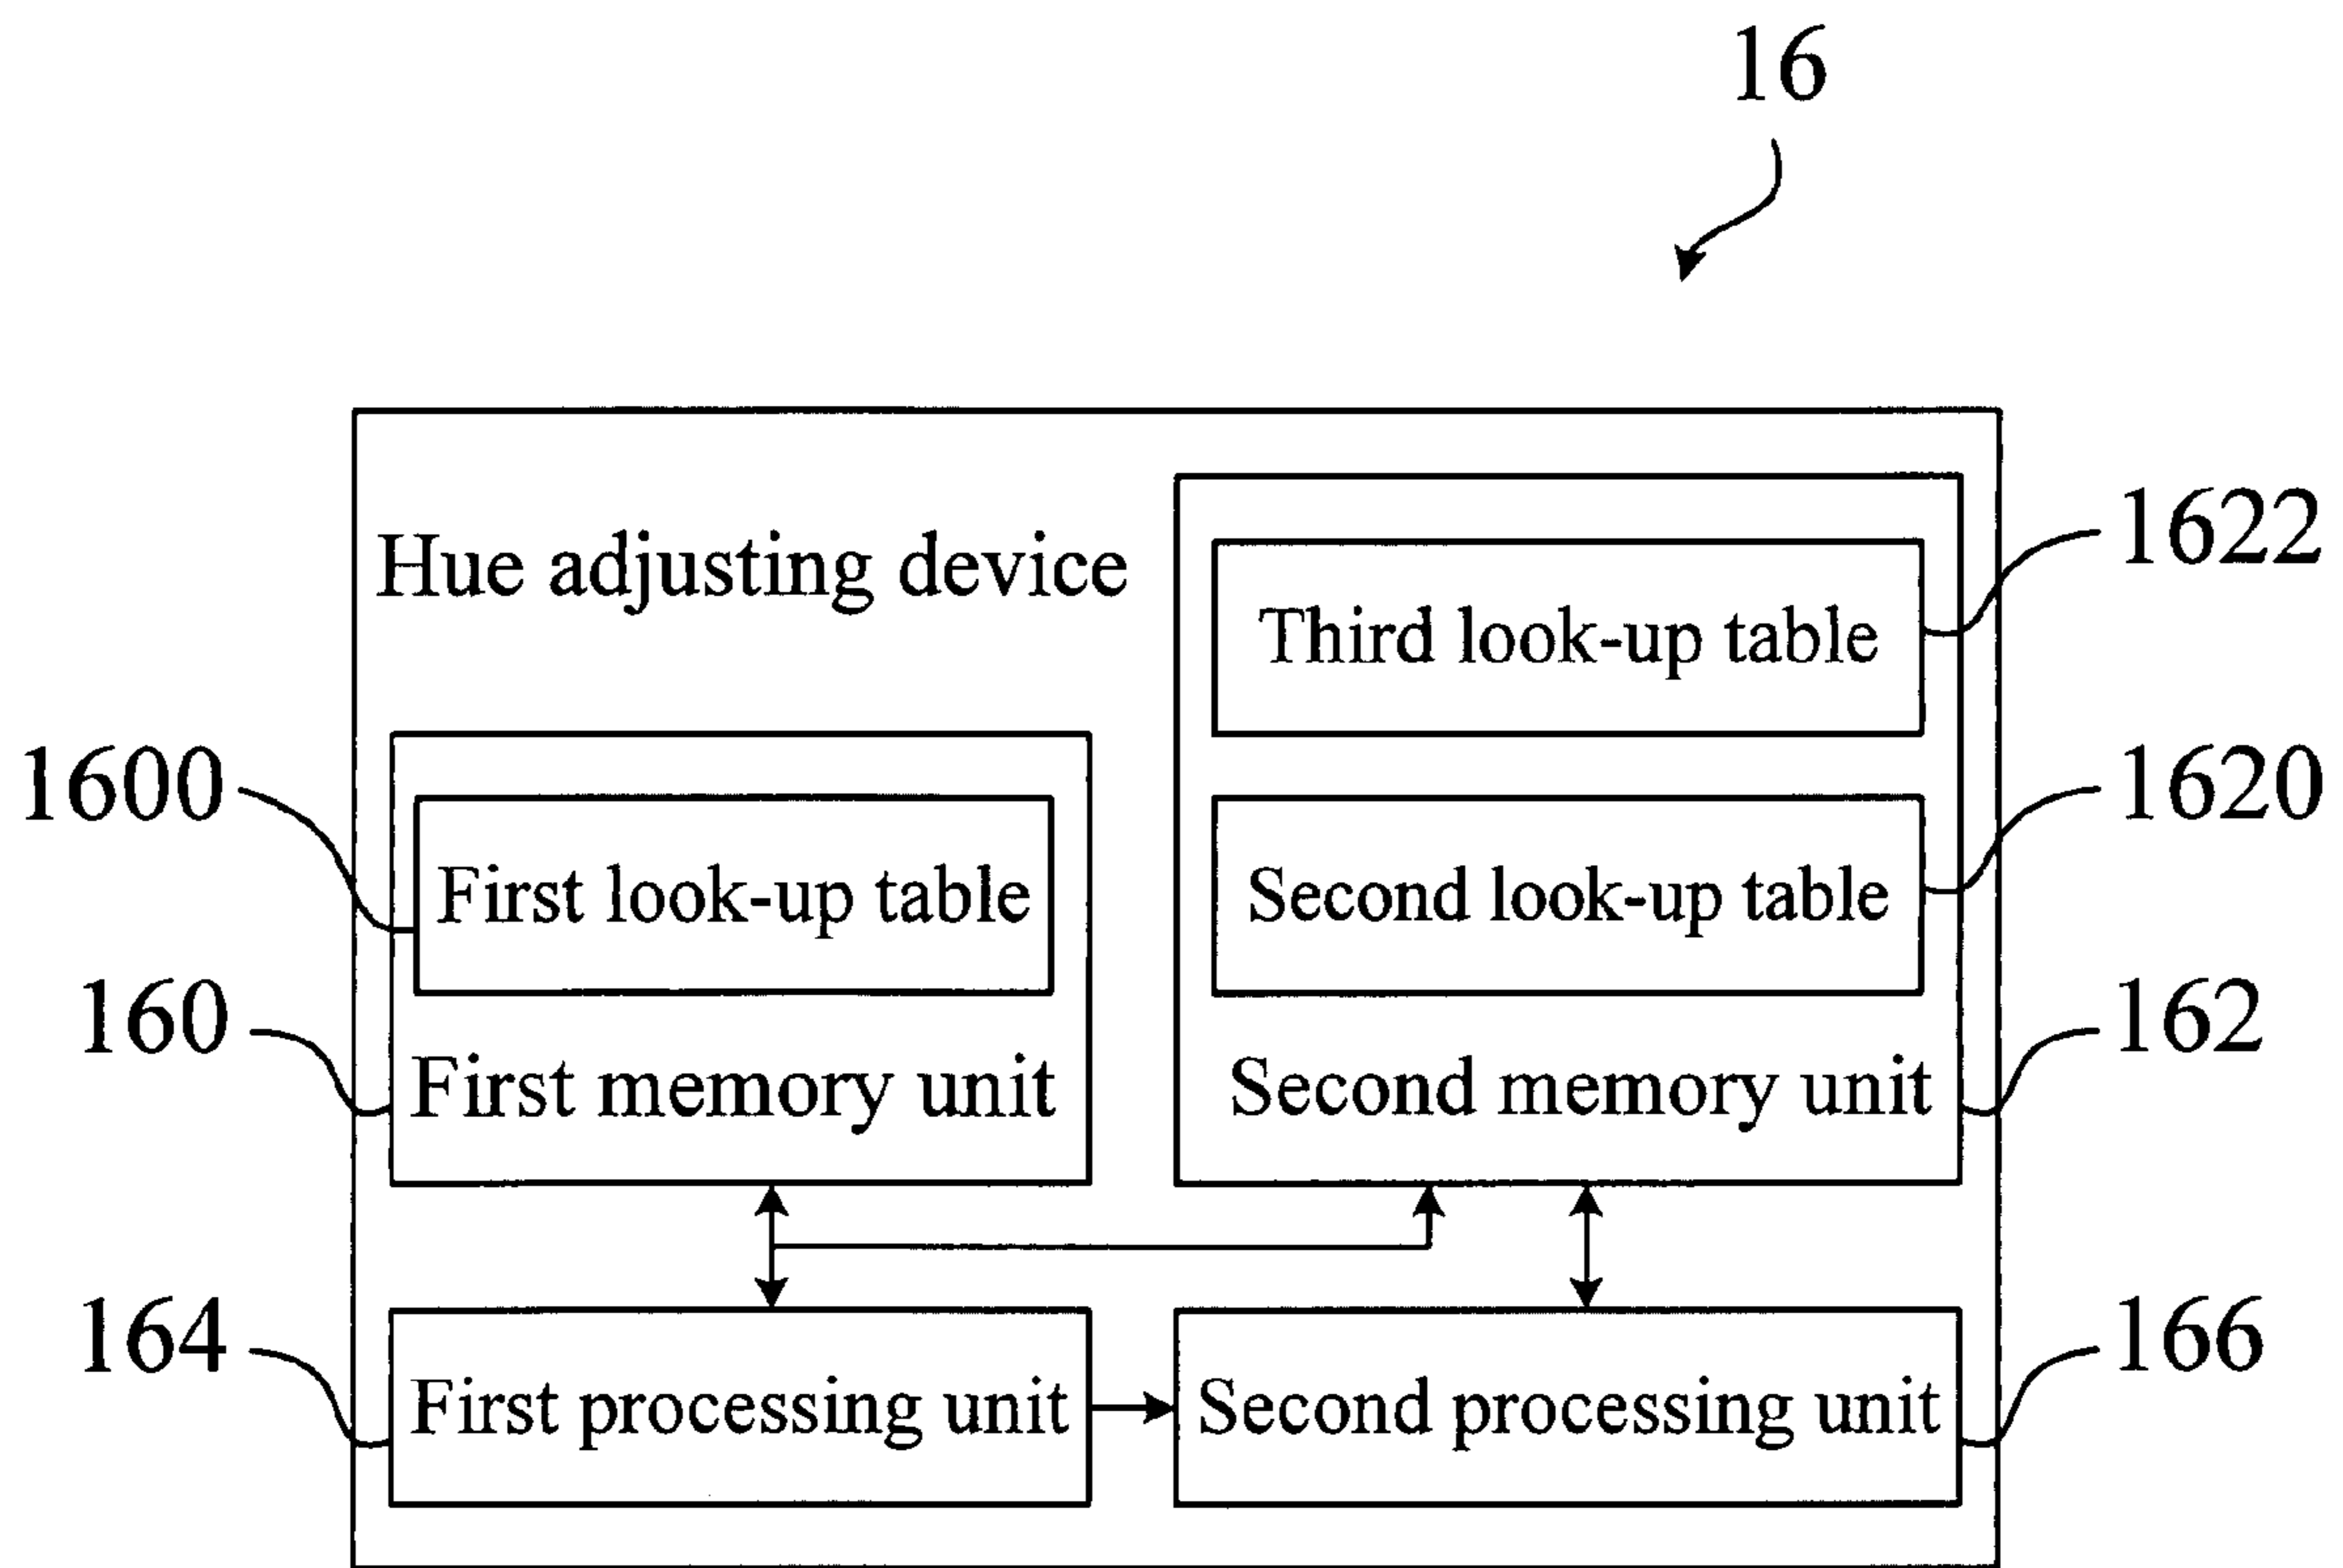 16
Hue adjusting device
1622
Third look-up table
1600
1620
First look-up table
Second look-up table
160
162
First memory unit
Second memory unit
164
166
First processing unit
Second processing unit